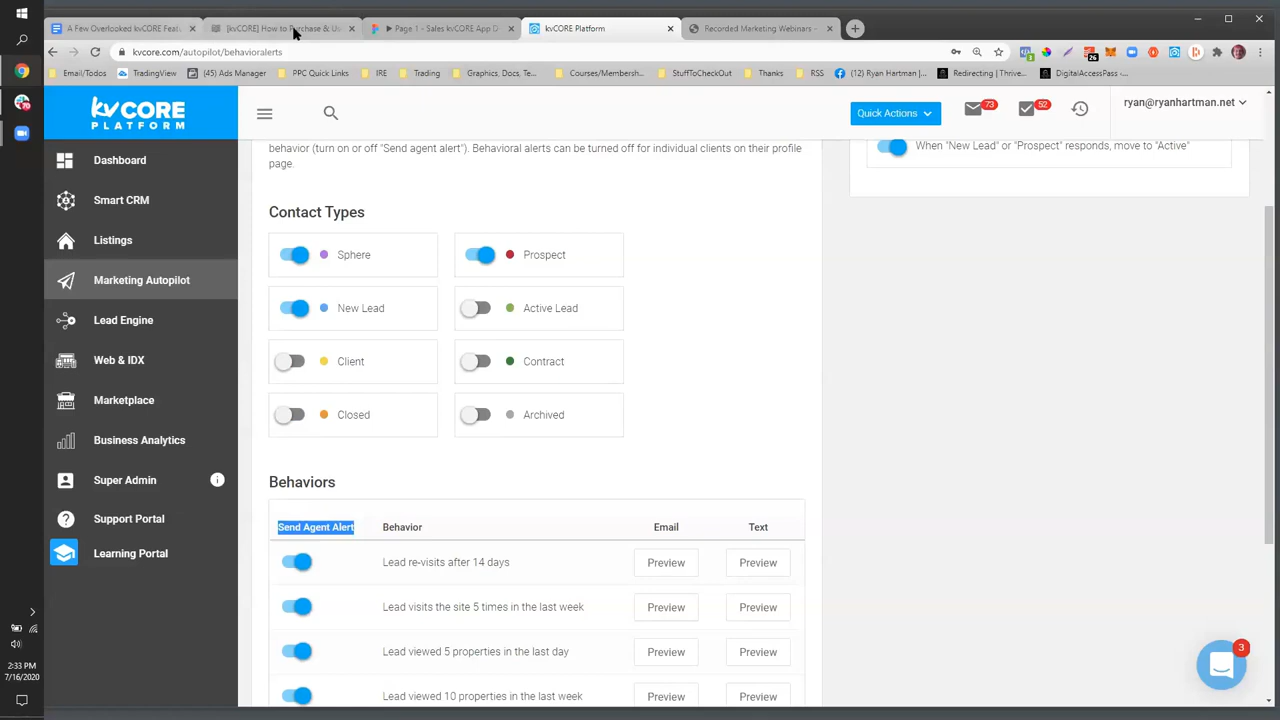 A Few Overlooked kvCORE Feat
[kvCORE] How to Purchase & U
Page 1 - Sales kvCORE App D
kvCORE Platform
Recorded Marketing Webinars –
kvcore.com/autopilot/behavioralerts
Email/Todos
TradingView
(45) Ads Manager
PPC Quick Links
IRE
Trading
Graphics, Docs, Te...
Courses/Membersh...
StuffToCheckOut
Thanks
RSS
(12) Ryan Hartman |...
Redirecting | Thrive...
DigitalAccessPass -...
kvCORE
PLATFORM
Quick Actions
73
52
ryan@ryanhartman.net
Dashboard
Smart CRM
Listings
Marketing Autopilot
Lead Engine
Web & IDX
Marketplace
Business Analytics
Super Admin
Support Portal
Learning Portal
behavior (turn on or off "Send agent alert"). Behavioral alerts can be turned off for individual clients on their profile
page.
When "New Lead" or "Prospect" responds, move to "Active"
Contact Types
Sphere
Prospect
New Lead
Active Lead
Client
Contract
Closed
Archived
Behaviors
Send Agent Alert
Behavior
Email
Text
Lead re-visits after 14 days
Preview
Preview
Lead visits the site 5 times in the last week
Preview
Preview
Lead viewed 5 properties in the last day
Preview
Preview
Lead viewed 10 properties in the last week
Preview
Preview
3
2:33 PM
7/16/2020